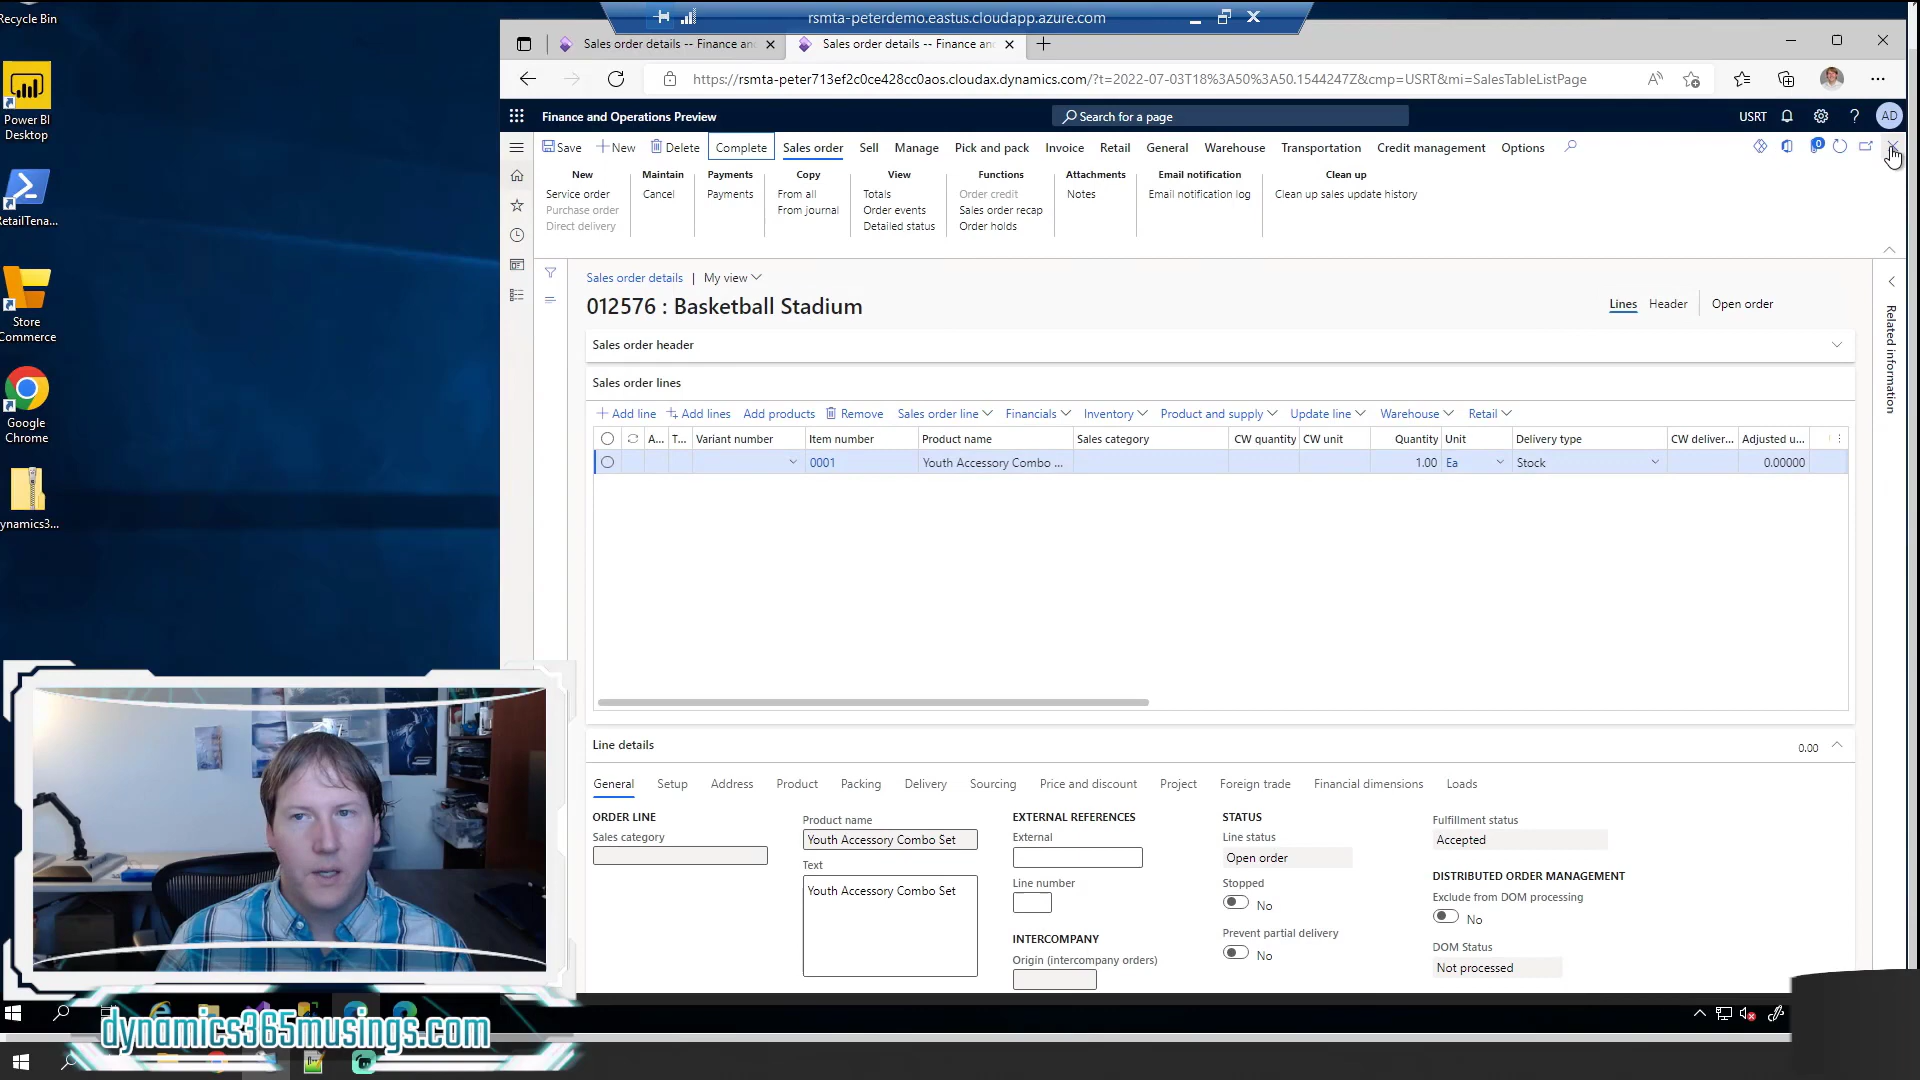 Recycle Bin
Power BI
Desktop
RetailTena...
Store
Commerce
Google
Chrome
ynamics3...
rsmta-peterdemo.eastus.cloudapp.azure.com
Sales order details -- Finance an
Sales order details -- Finance an
https://rsmta-peter713ef2c0ce428cc0aos.cloudax.dynamics.com/?t=2022-07-03T18%3A50%3A50.1544247Z&cmp=USRT&mi=SalesTableListPage
Finance and Operations Preview
Search for a page
USRT
AD
Save New Delete Complete Sales order Sell Manage Pick and pack Invoice Retail General Warehouse Transportation Credit management Options
0
New Maintain Payments Copy View Functions Attachments Email notification Clean up
Service order Cancel Payments From all Totals Order credit Notes Email notification log Clean up sales update history
Purchase order From journal Order events Sales order recap
Direct delivery Detailed status Order holds
Sales order details | My view
012576 : Basketball Stadium
Lines Header Open order
Related information
Sales order header
Sales order lines
Add line Add lines Add products Remove Sales order line Financials Inventory Product and supply Update line Warehouse Retail
A... T... Variant number Item number Product name Sales category CW quantity CW unit Quantity Unit Delivery type CW deliver... Adjusted u...
0001 Youth Accessory Combo ... 1.00 Ea Stock 0.00000
Line details
0.00
General Setup Address Product Packing Delivery Sourcing Price and discount Project Foreign trade Financial dimensions Loads
ORDER LINE
Sales category
Product name
Youth Accessory Combo Set
Text
Youth Accessory Combo Set
EXTERNAL REFERENCES
External
Line number
INTERCOMPANY
Origin (intercompany orders)
STATUS
Line status
Open order
Stopped
No
Prevent partial delivery
No
Fulfillment status
Accepted
DISTRIBUTED ORDER MANAGEMENT
Exclude from DOM processing
No
DOM Status
Not processed
dynamics365musings.com